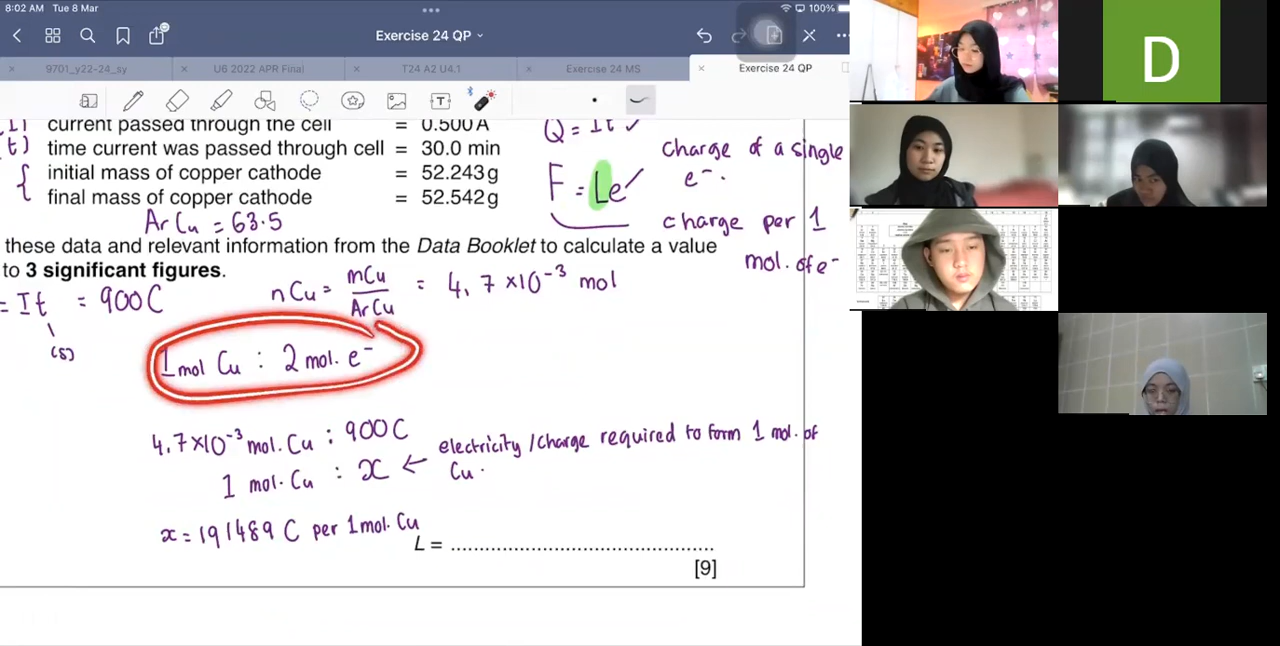 8:02 AM Tue 8 Mar
100%
Exercise 24 QP
9701_y22-24_sy
U6 2022 APR Final
T24 A2 U4.1
Exercise 24 MS
Exercise 24 QP
(I) current passed through the cell = 0.500 A
(t) time current was passed through cell = 30.0 min
{ initial mass of copper cathode = 52.243 g
final mass of copper cathode = 52.542 g
Q = It ✓
F = Le ✓
charge of a single
e⁻.
charge per 1
mol. of e⁻
Ar Cu = 63.5
these data and relevant information from the Data Booklet to calculate a value
to 3 significant figures.
= It = 900C
(s)
nCu = mCu / Ar Cu = 4.7 × 10⁻³ mol
1 mol Cu : 2 mol. e⁻
4.7×10⁻³ mol. Cu : 900 C
1 mol. Cu : x ← electricity / charge required to form 1 mol. of
Cu.
x = 191489 C per 1 mol. Cu
L = ..............................................
[9]
D